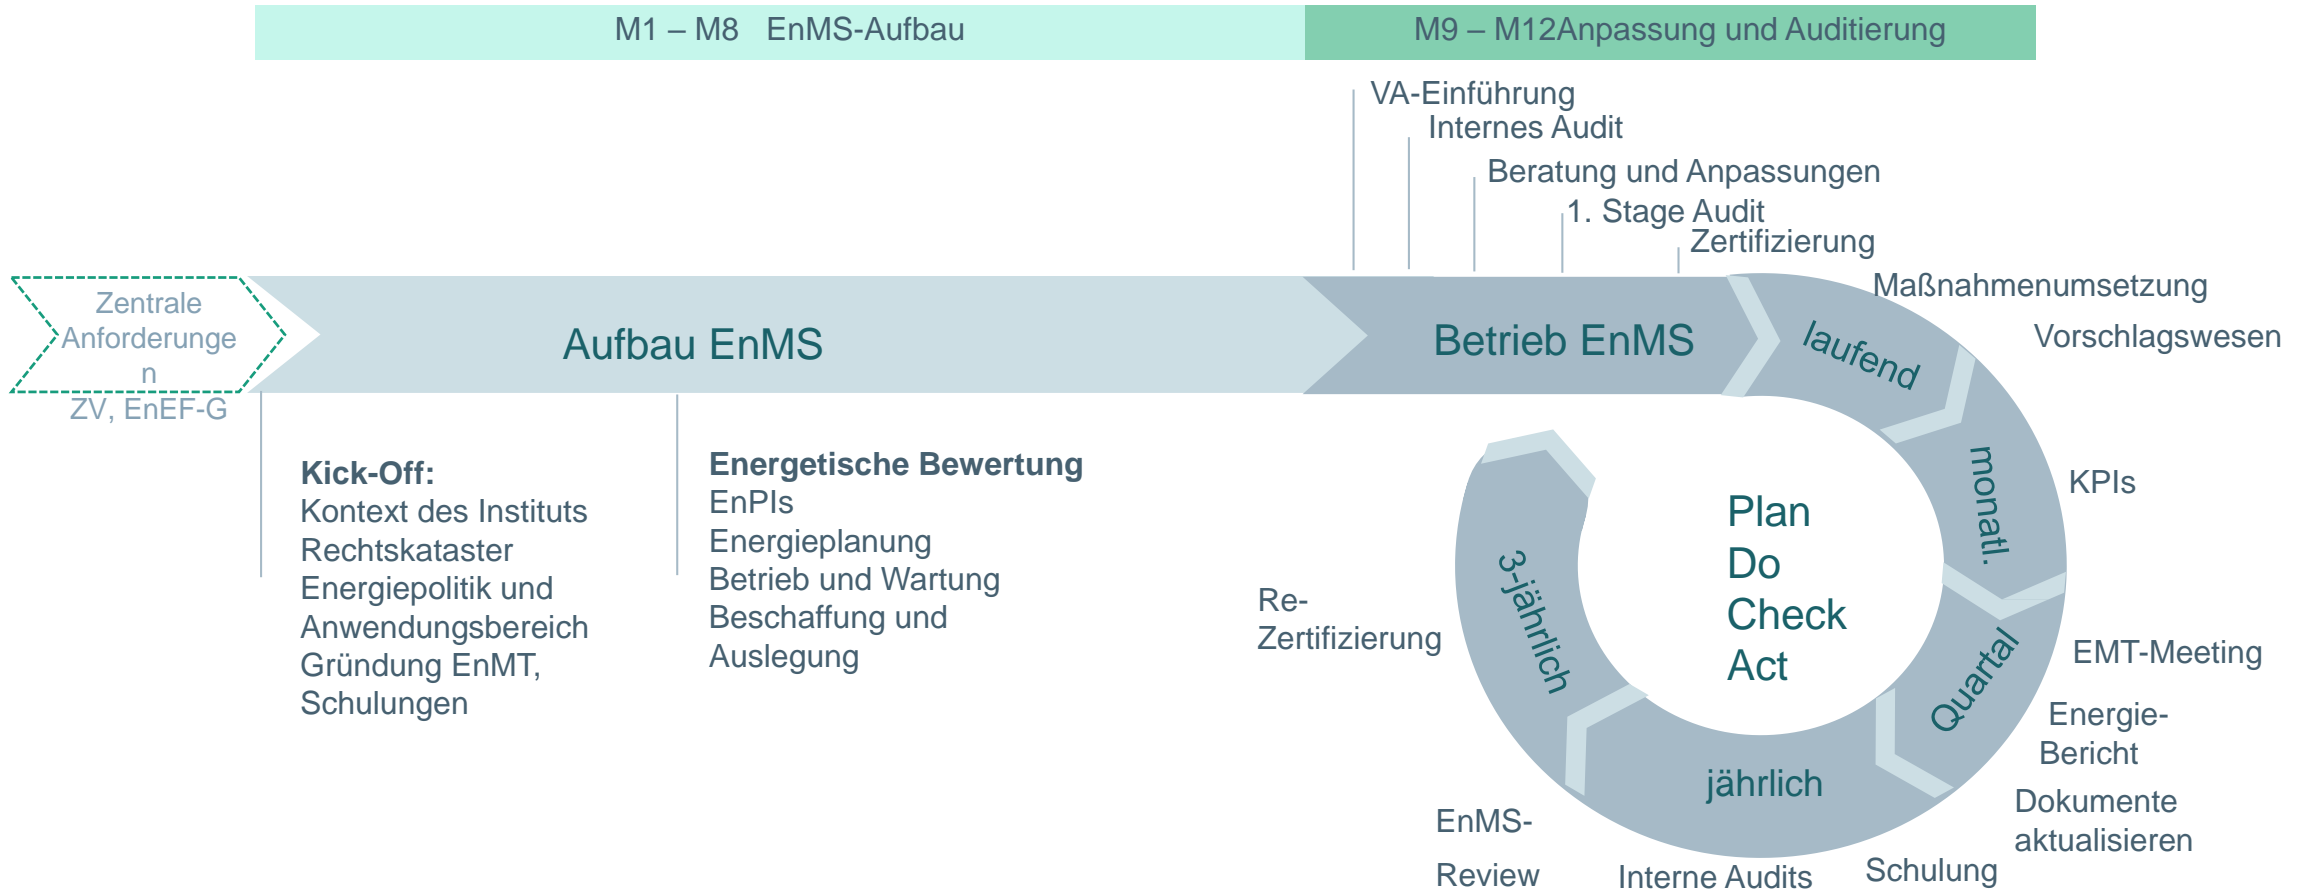 M1 – M8 EnMS-Aufbau
M9 – M12Anpassung und Auditierung
VA-Einführung
Internes Audit
Beratung und Anpassungen
1. Stage Audit
Zertifizierung
Zentrale
Anforderunge
n
ZV, EnEF-G
Aufbau EnMS
Betrieb EnMS
Kick-Off:
Kontext des Instituts
Rechtskataster
Energiepolitik und
Anwendungsbereich
Gründung EnMT,
Schulungen
Energetische Bewertung
EnPIs
Energieplanung
Betrieb und Wartung
Beschaffung und
Auslegung
laufend
Maßnahmenumsetzung
Vorschlagswesen
monatl.
KPIs
Quartal
EMT-Meeting
Energie-
Bericht
Dokumente
aktualisieren
Schulung
jährlich
Interne Audits
EnMS-
Review
3-jährlich
Re-
Zertifizierung
Plan
Do
Check
Act